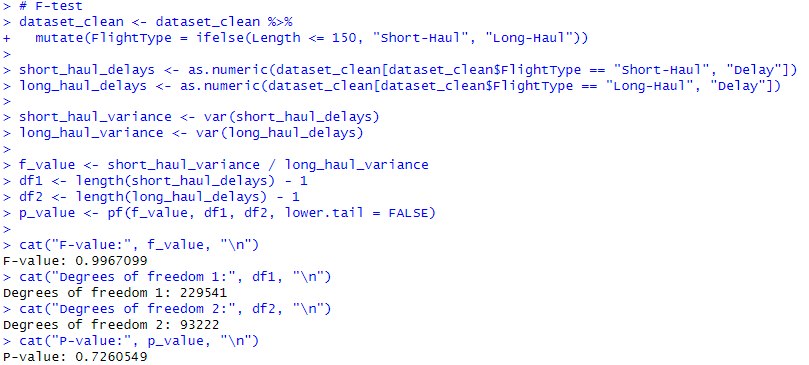 > # F-test
> dataset_clean <- dataset_clean %>%
+   mutate(FlightType = ifelse(Length <= 150, "Short-Haul", "Long-Haul"))
>
> short_haul_delays <- as.numeric(dataset_clean[dataset_clean$FlightType == "Short-Haul", "Delay"])
> long_haul_delays <- as.numeric(dataset_clean[dataset_clean$FlightType == "Long-Haul", "Delay"])
>
> short_haul_variance <- var(short_haul_delays)
> long_haul_variance <- var(long_haul_delays)
>
> f_value <- short_haul_variance / long_haul_variance
> df1 <- length(short_haul_delays) - 1
> df2 <- length(long_haul_delays) - 1
> p_value <- pf(f_value, df1, df2, lower.tail = FALSE)
>
> cat("F-value:", f_value, "\n")
F-value: 0.9967099
> cat("Degrees of freedom 1:", df1, "\n")
Degrees of freedom 1: 229541
> cat("Degrees of freedom 2:", df2, "\n")
Degrees of freedom 2: 93222
> cat("P-value:", p_value, "\n")
P-value: 0.7260549